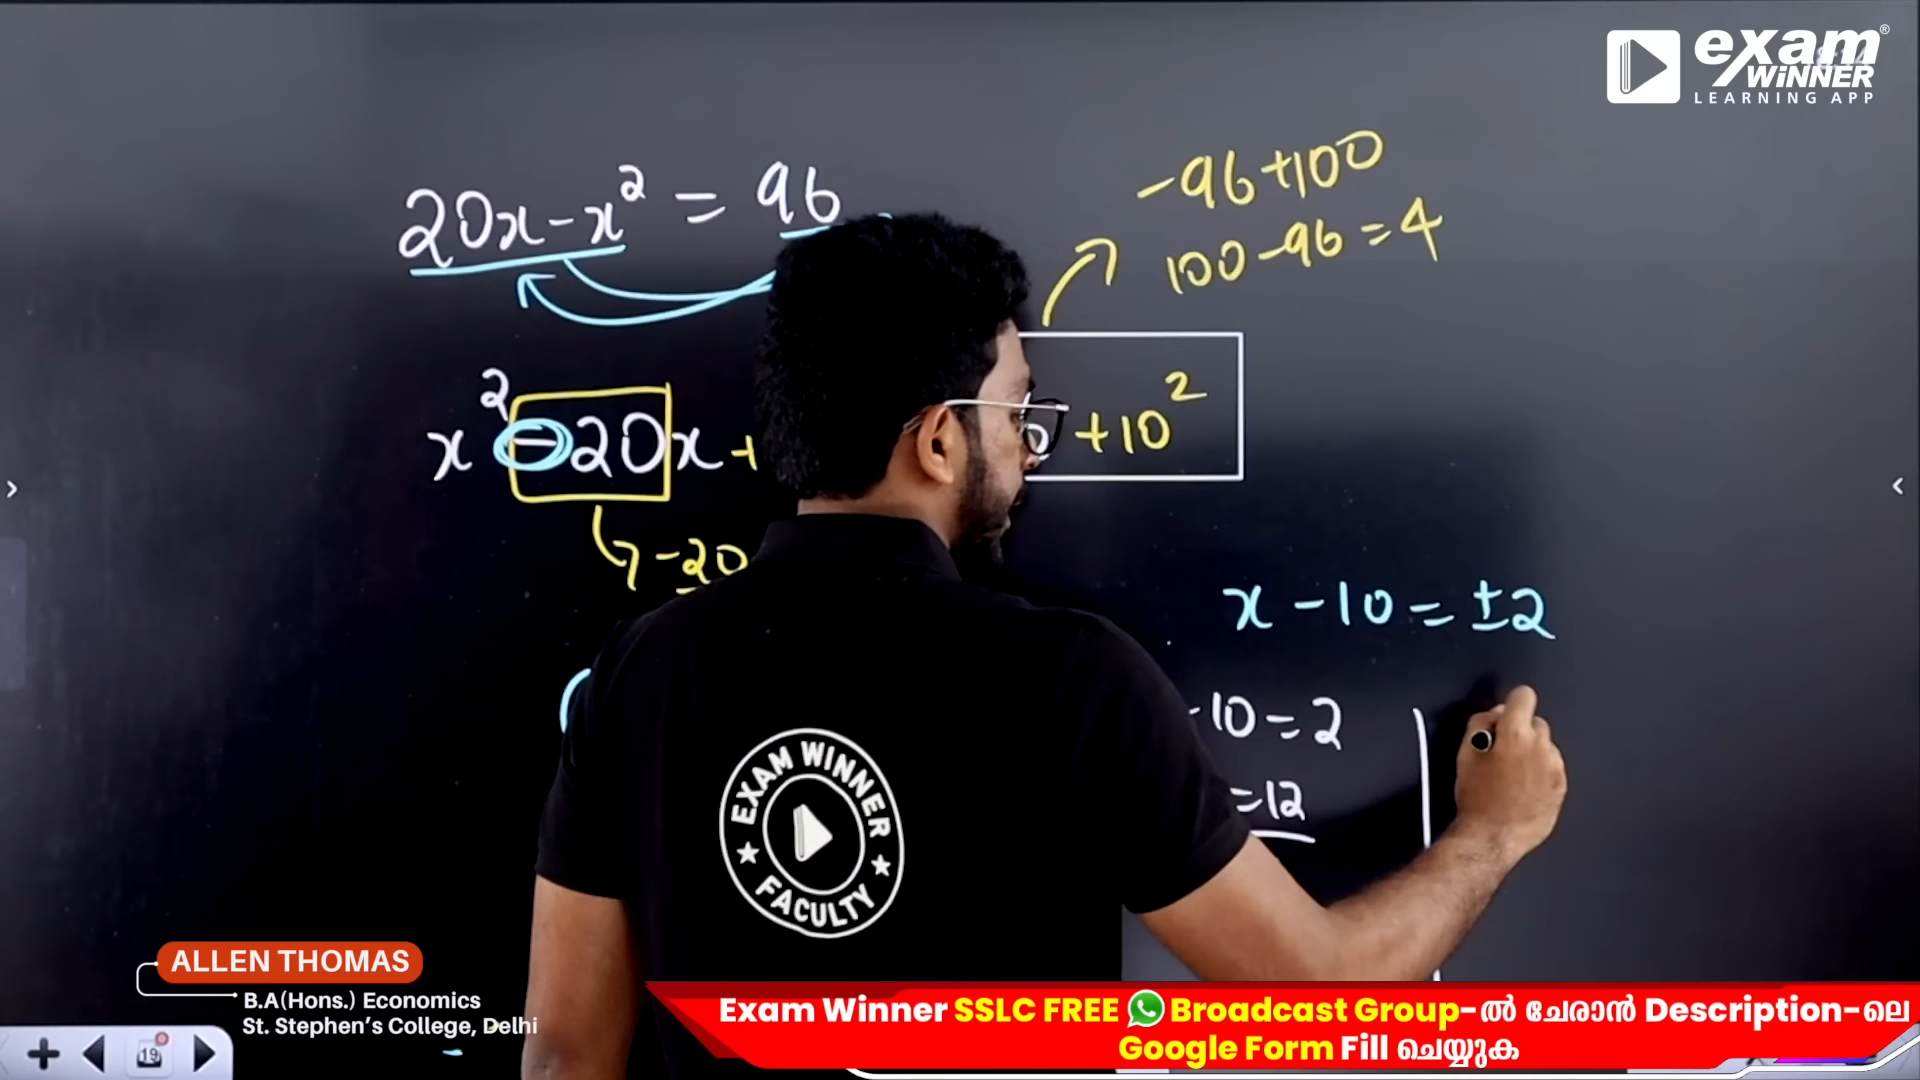 exam®
WiNNER
LEARNING APP
-96+100
100-96=4
20x-x² = 96
x²-20x+
+10²
-20
x-10=±2
-10=2
=12
EXAM WINNER
FACULTY
ALLEN THOMAS
B.A(Hons.) Economics
St. Stephen's College, Delhi
19
Exam Winner SSLC FREE Broadcast Group-ൽ ചേരാൻ Description-ലെ
Google Form Fill ചെയ്യുക